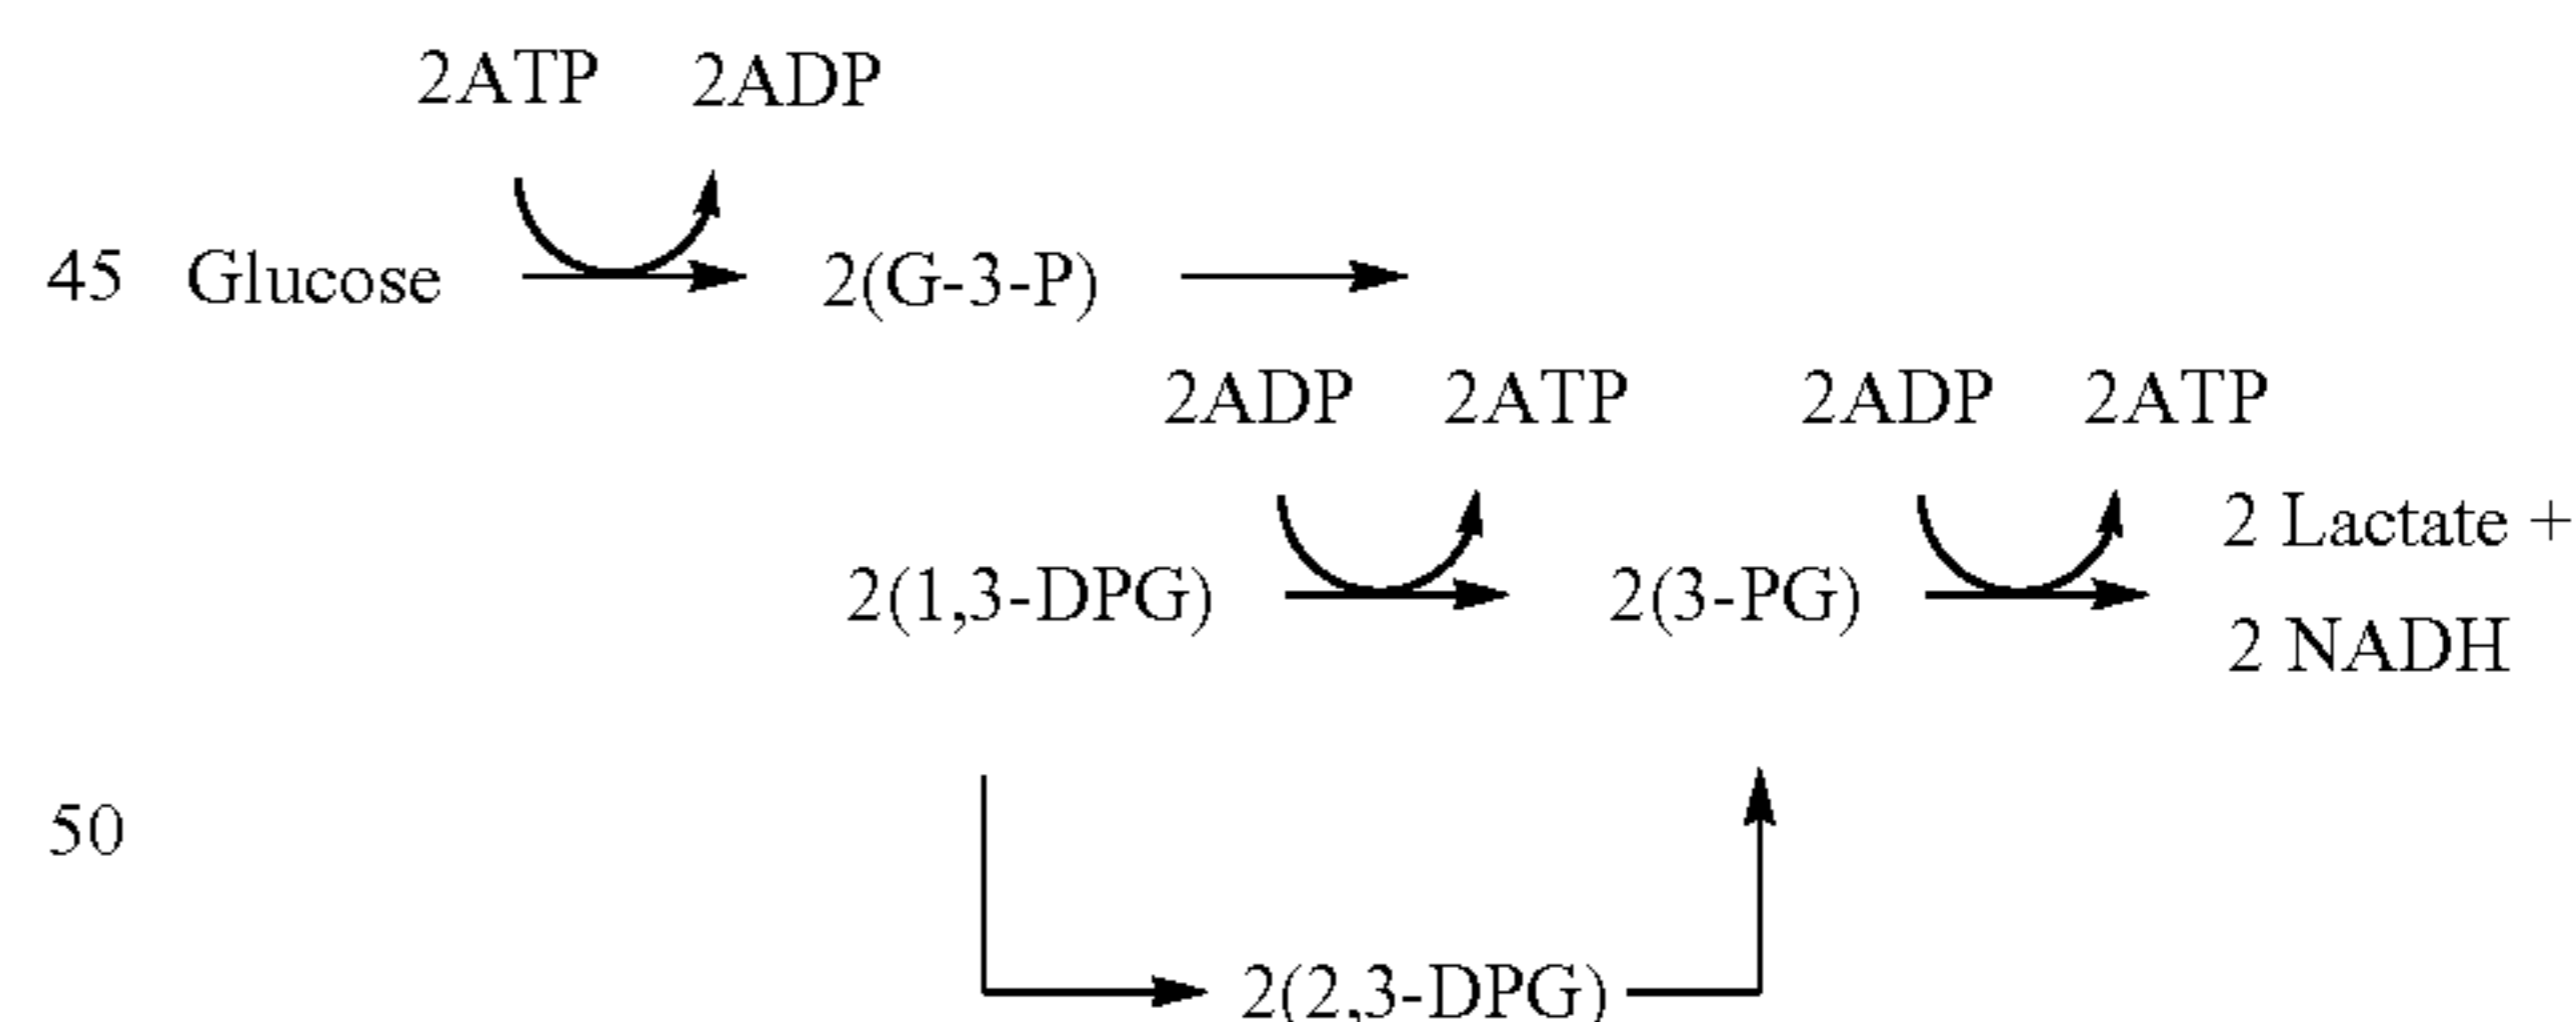 2ATP 2ADP
45 Glucose 2(G-3-P)
2ADP 2ATP 2ADP 2ATP
2(1,3-DPG) 2(3-PG) 2 Lactate +
2 NADH
50
2(2,3-DPG)